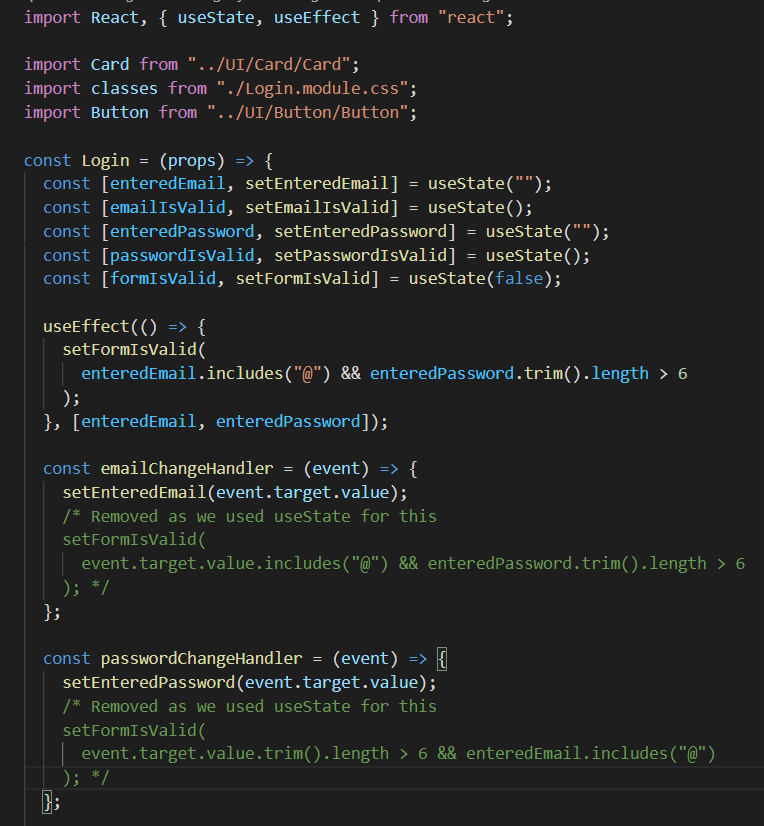 import React, { useState, useEffect } from "react";
import Card from "../UI/Card/Card";
import classes from "./Login.module.css";
import Button from "../UI/Button/Button";
const Login = (props) => {
const [enteredEmail, setEnteredEmail] = useState("");
const [emailIsValid, setEmailIsValid] = useState();
const [enteredPassword, setEnteredPassword] = useState("");
const [passwordIsValid, setPasswordIsValid] = useState();
const [formIsValid, setFormIsValid] = useState(false);
useEffect(() => {
setFormIsValid(
enteredEmail.includes("@") && enteredPassword.trim().length > 6
);
}, [enteredEmail, enteredPassword]);
const emailChangeHandler = (event) => {
setEnteredEmail(event.target.value);
/* Removed as we used useState for this
setFormIsValid(
event.target.value.includes("@") && enteredPassword.trim().length > 6
); */
};
const passwordChangeHandler = (event) => {
setEnteredPassword(event.target.value);
/* Removed as we used useState for this
setFormIsValid(
event.target.value.trim().length > 6 && enteredEmail.includes("@")
); */
};